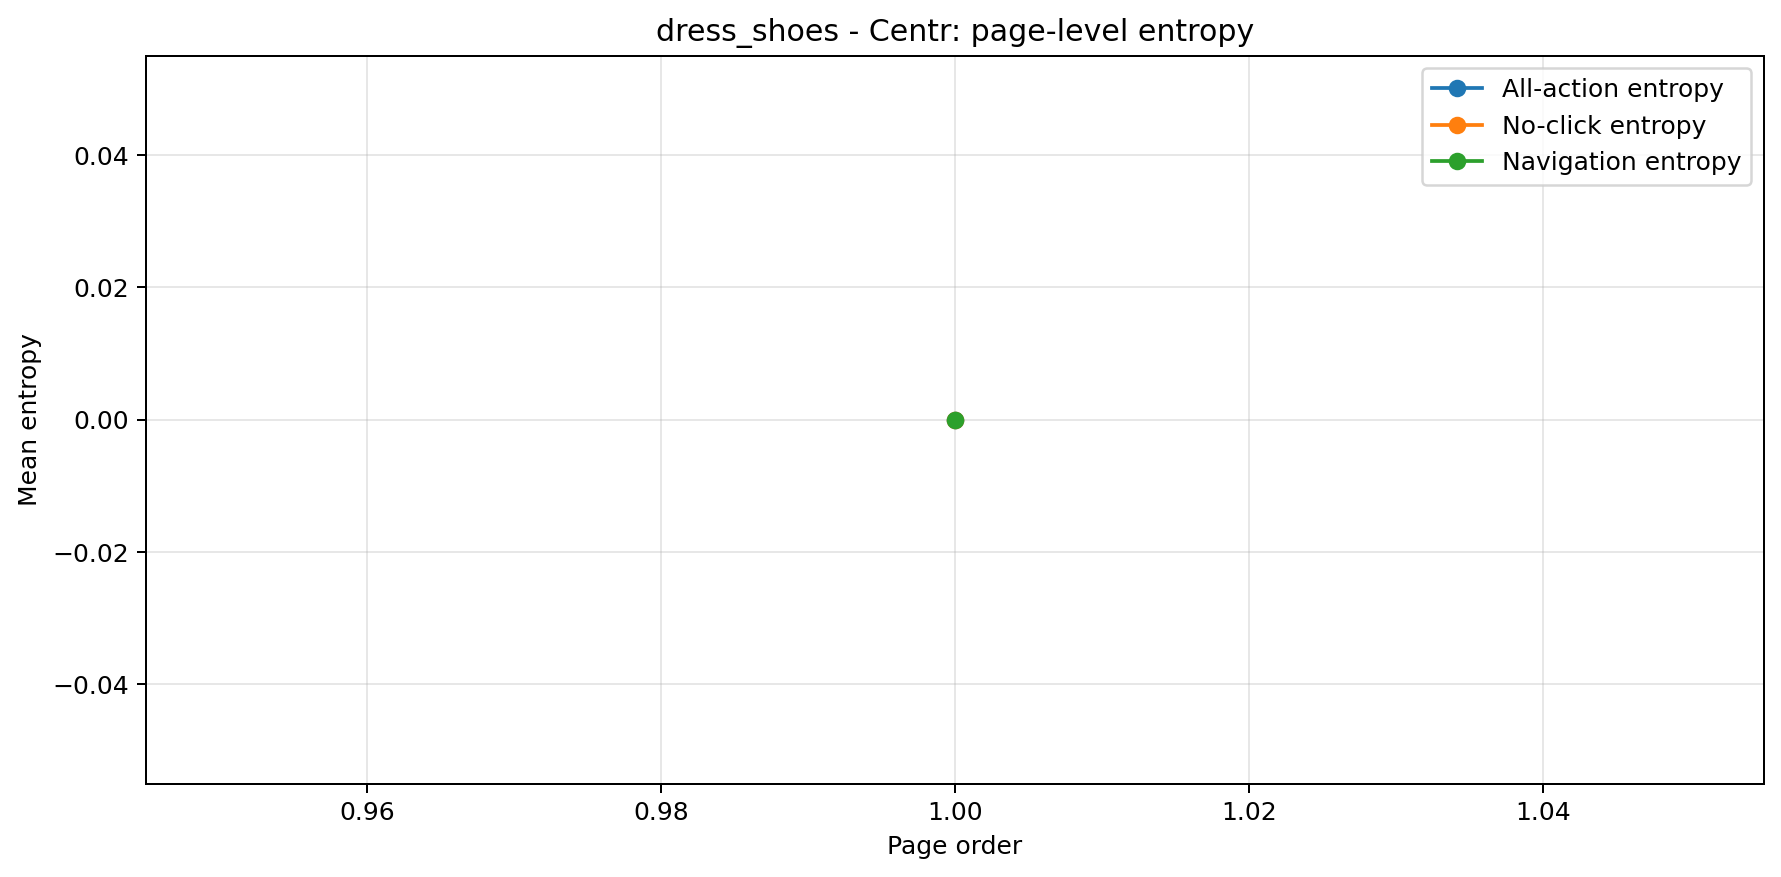 dress_shoes - Centr: page-level entropy
All-action entropy
No-click entropy
Navigation entropy
Mean entropy
0.04
0.02
0.00
−0.02
−0.04
0.96 0.98 1.00 1.02 1.04
Page order